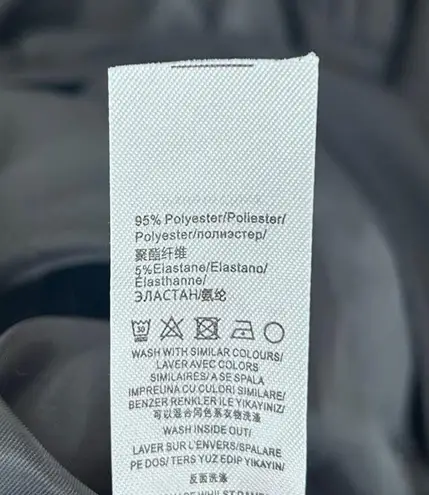 95% Polyester/Poliester/
Polyester/полиэстер/
聚酯纤维
5%Elastane/Elastano/
Elasthanne/
ЭЛАСТАН/氨纶
30
WASH WITH SIMILAR COLOURS/
LAVER AVEC COLORS
SIMILAIRES/A SE SPALA
IMPREUNA CU CULORI SIMILARE/
BENZER RENKLER ILE YIKAYINIZ/
可以混合同色系衣物洗涤
WASH INSIDE OUT/
LAVER SUR L'ENVERS/SPALARE
PE DOS/TERS YUZ EDIP YIKAYIN/
反面洗涤
WHILST DAMP